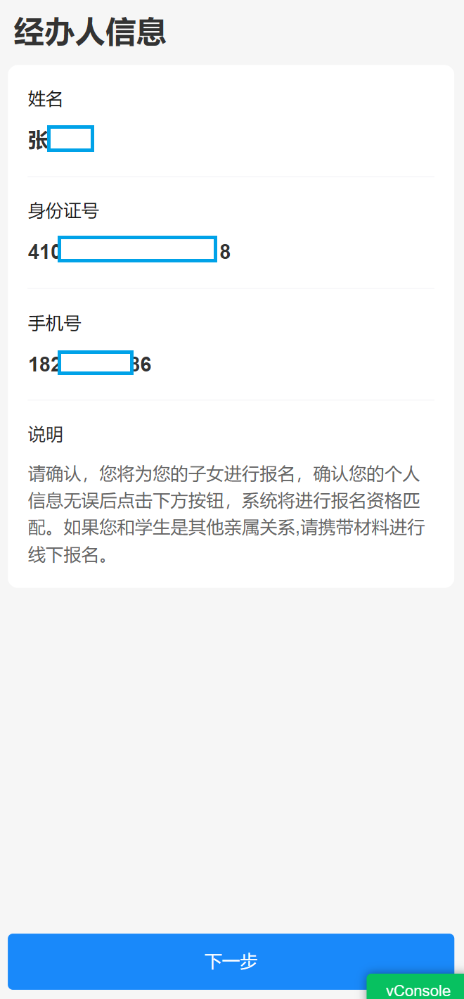 经办人信息
姓名
张
身份证号
410 8
手机号
182 36
说明
请确认，您将为您的子女进行报名，确认您的个人
信息无误后点击下方按钮，系统将进行报名资格匹
配。如果您和学生是其他亲属关系,请携带材料进行
线下报名。
下一步
vConsole